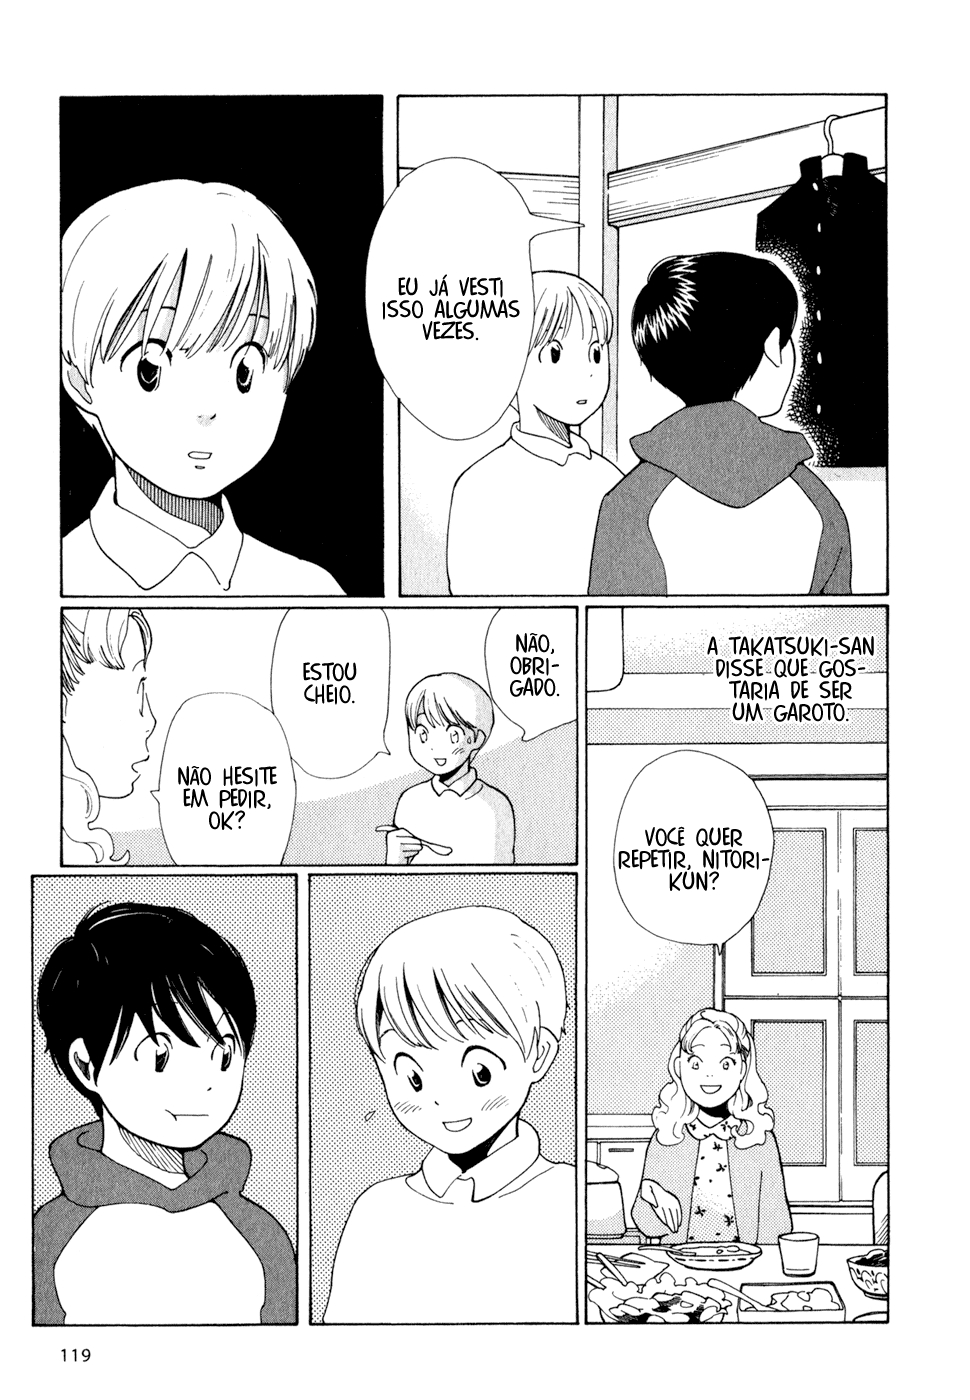 EU JÁ VESTI
ISSO ALGUMAS
VEZES.
A TAKATSUKI-SAN
DISSE QUE GOS-
TARIA DE SER
UM GAROTO.
VOCÊ QUER
REPETIR, NITORI-
KUN?
NÃO,
OBRI-
GADO.
ESTOU
CHEIO.
NÃO HESITE
EM PEDIR,
OK?
119